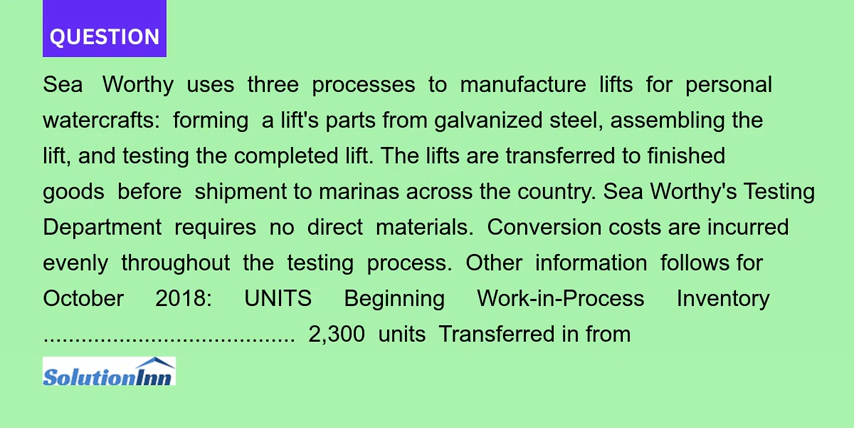 QUESTION
Sea Worthy uses three processes to manufacture lifts for personal
watercrafts: forming a lift's parts from galvanized steel, assembling the
lift, and testing the completed lift. The lifts are transferred to finished
goods before shipment to marinas across the country. Sea Worthy's Testing
Department requires no direct materials. Conversion costs are incurred
evenly throughout the testing process. Other information follows for
October 2018: UNITS Beginning Work-in-Process Inventory
........................................ 2,300 units Transferred in from
SolutionInn